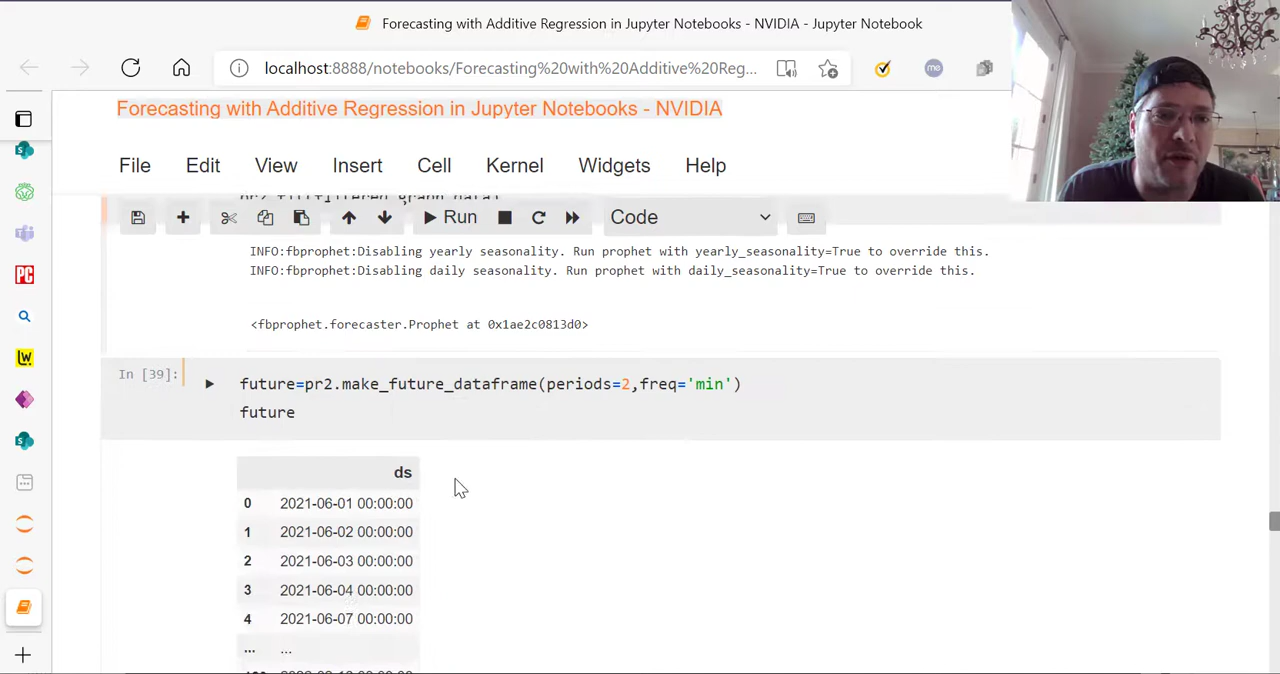 Forecasting with Additive Regression in Jupyter Notebooks - NVIDIA - Jupyter Notebook
localhost:8888/notebooks/Forecasting%20with%20Additive%20Reg...
me
Forecasting with Additive Regression in Jupyter Notebooks - NVIDIA
File Edit View Insert Cell Kernel Widgets Help
Run Code
INFO:fbprophet:Disabling yearly seasonality. Run prophet with yearly_seasonality=True to override this.
INFO:fbprophet:Disabling daily seasonality. Run prophet with daily_seasonality=True to override this.
<fbprophet.forecaster.Prophet at 0x1ae2c0813d0>
In [39]:
future=pr2.make_future_dataframe(periods=2,freq='min')
future
ds
0 2021-06-01 00:00:00
1 2021-06-02 00:00:00
2 2021-06-03 00:00:00
3 2021-06-04 00:00:00
4 2021-06-07 00:00:00
... ...